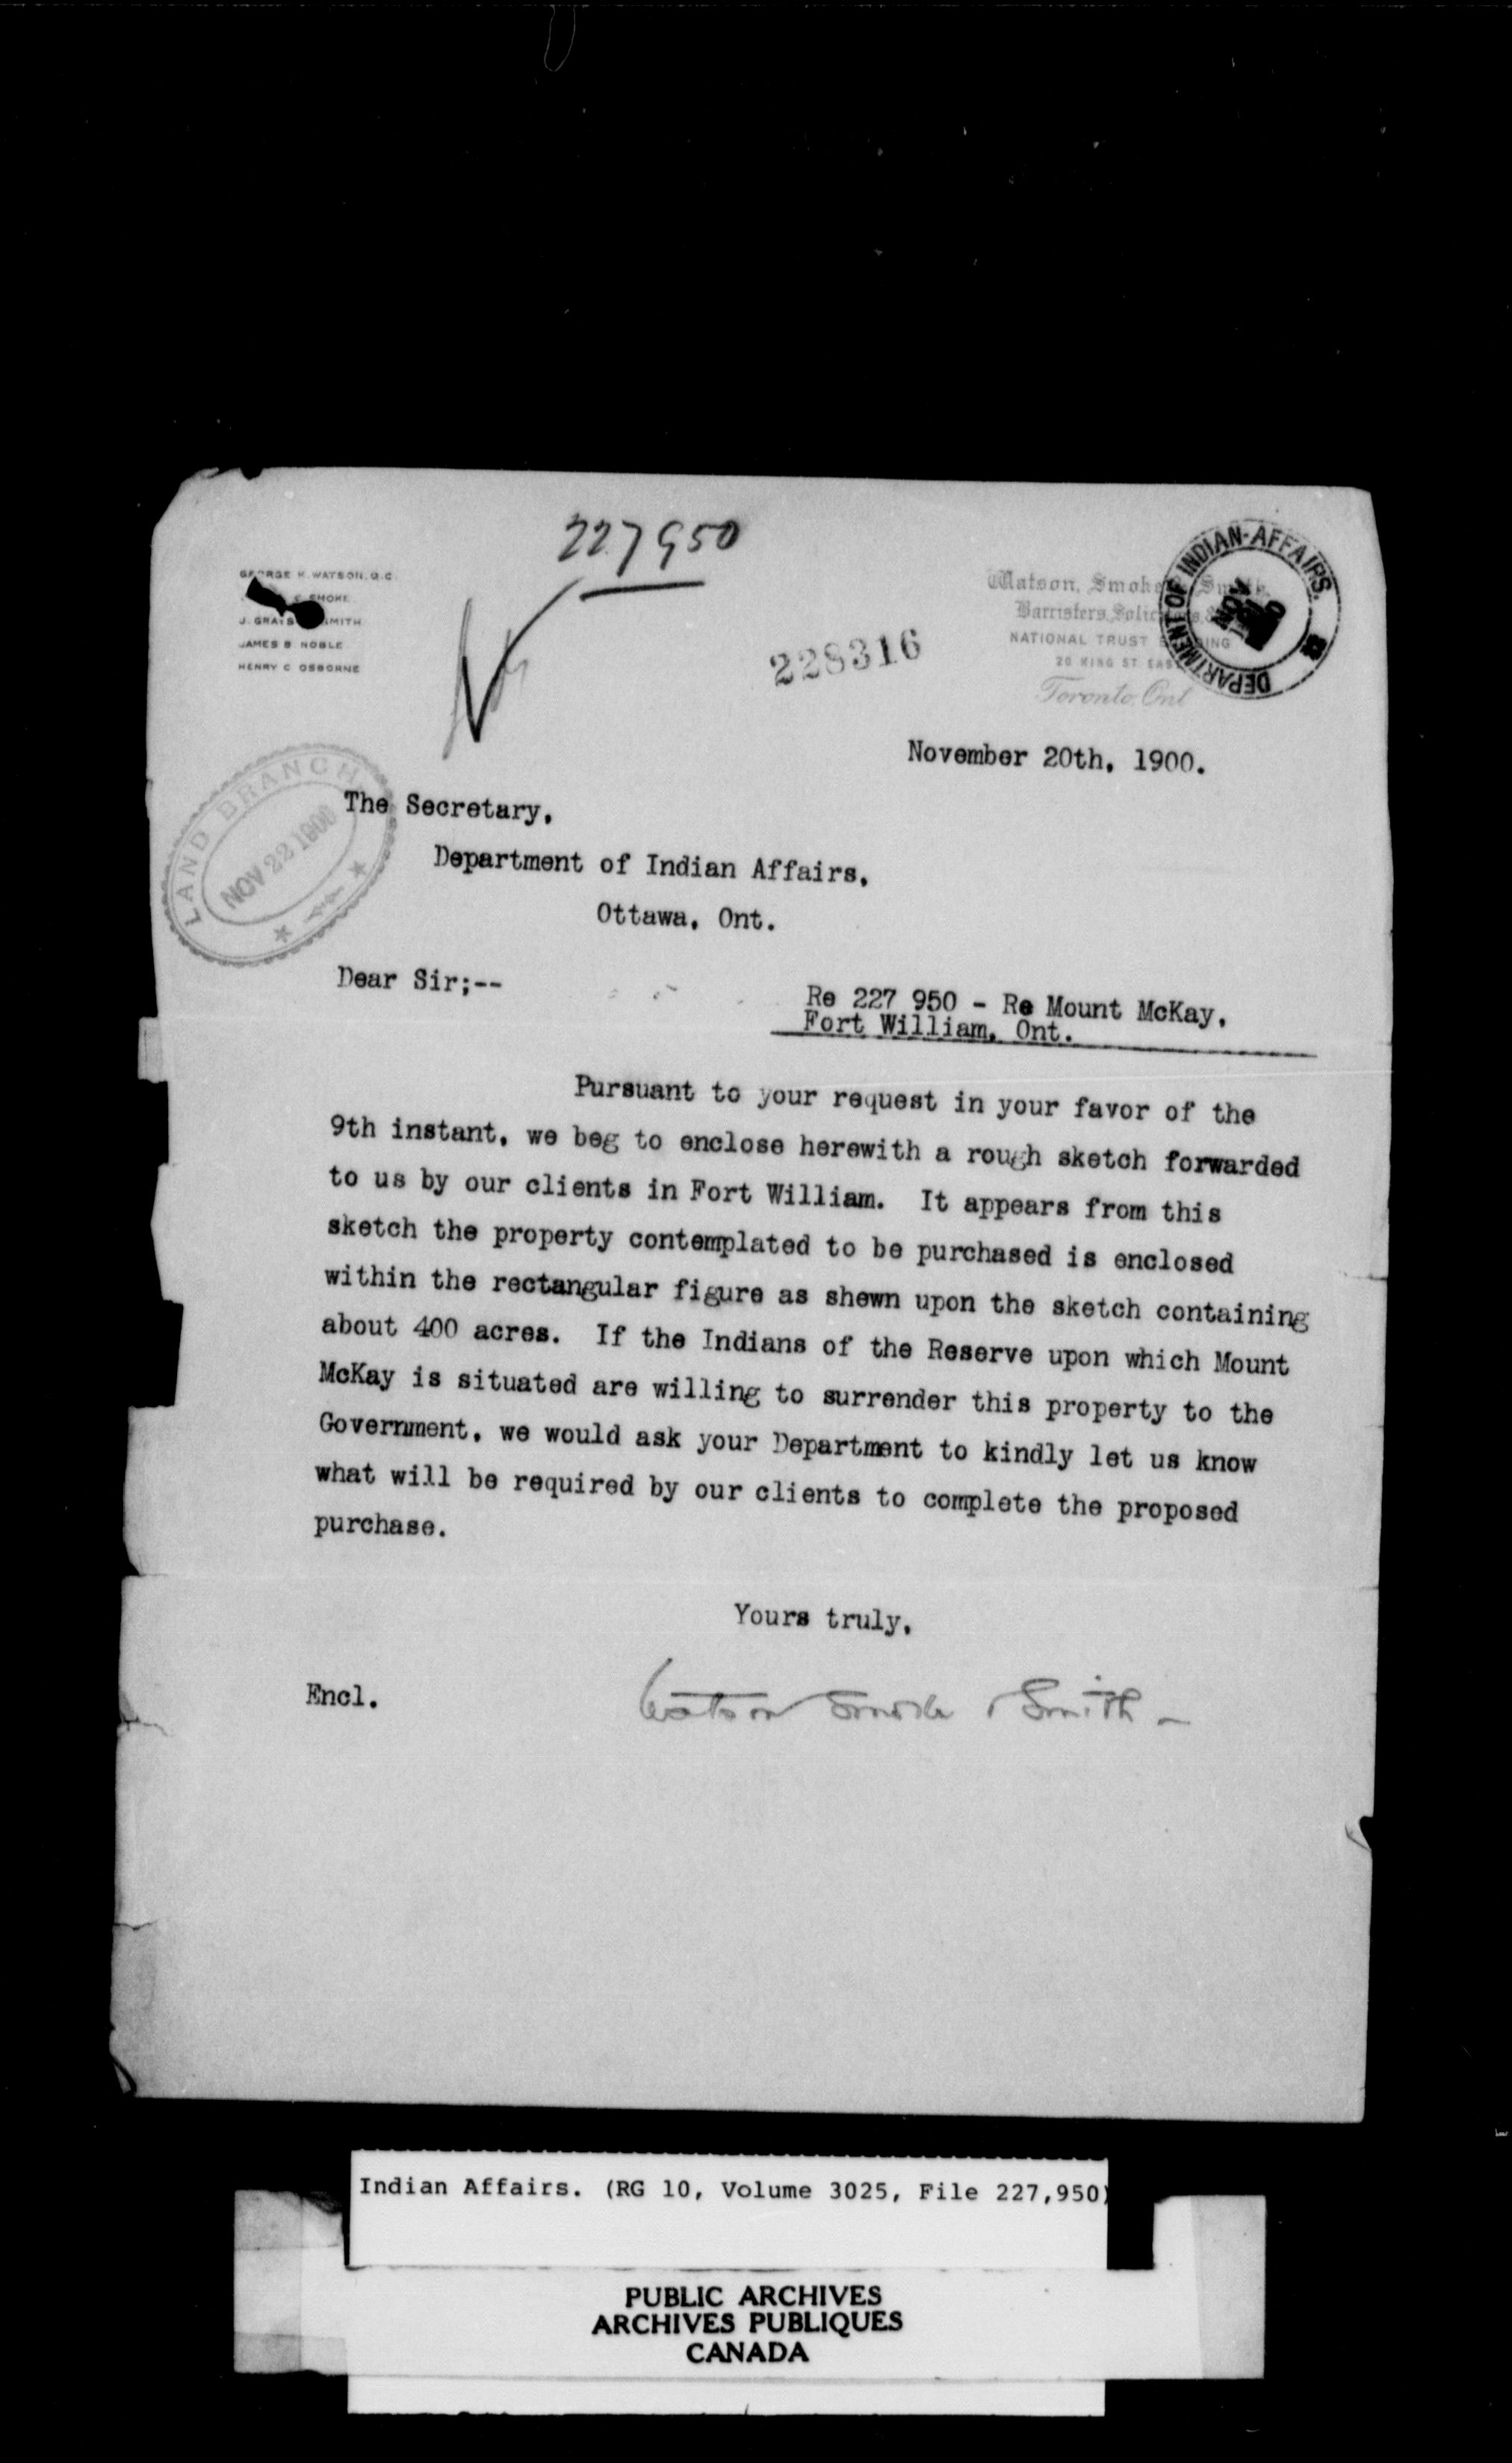 227950
GEORGE H. WATSON, Q.C.
SMOKE
J. GRAYSON SMITH
JAMES B NOBLE
HENRY C OSBORNE
Watson, Smoke & Smith,
Barristers, Solicitors &
NATIONAL TRUST BUILDING
20 KING ST EAST
Toronto, Ont
DEPARTMENT OF INDIAN-AFFAIRS.
NOV
228316
November 20th, 1900.
LAND BRANCH
NOV 22 1900
The Secretary,
Department of Indian Affairs,
Ottawa, Ont.
Dear Sir;--
Re 227 950 - Re Mount McKay,
Fort William, Ont.
Pursuant to your request in your favor of the
9th instant, we beg to enclose herewith a rough sketch forwarded
to us by our clients in Fort William. It appears from this
sketch the property contemplated to be purchased is enclosed
within the rectangular figure as shewn upon the sketch containing
about 400 acres. If the Indians of the Reserve upon which Mount
McKay is situated are willing to surrender this property to the
Government, we would ask your Department to kindly let us know
what will be required by our clients to complete the proposed
purchase.
Yours truly,
Encl.
Watson Smoke & Smith -
Indian Affairs. (RG 10, Volume 3025, File 227,950)
PUBLIC ARCHIVES
ARCHIVES PUBLIQUES
CANADA